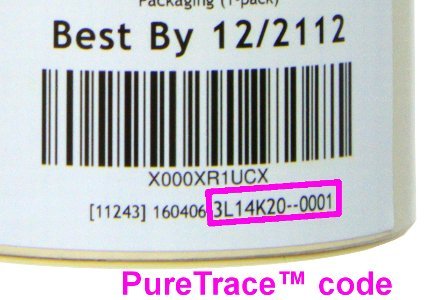 Packaging (1-pack)
Best By 12/2112
X000XR1UCX
[11243] 160406 3L14K20--0001
PureTrace™ code